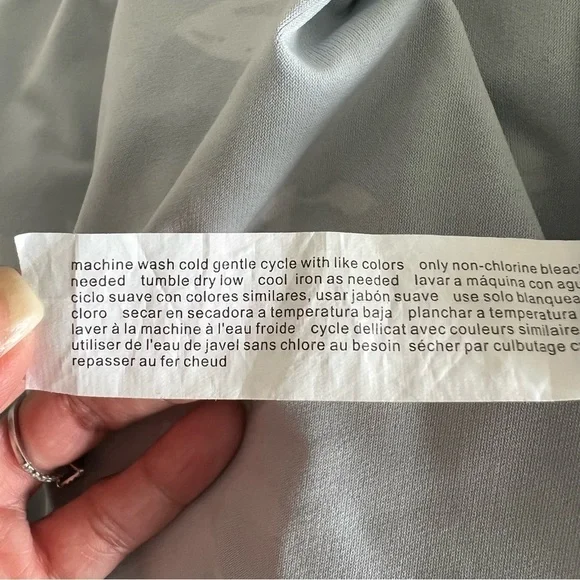 machine wash cold gentle cycle with like colors only non-chlorine bleach
needed tumble dry low cool iron as needed lavar a máquina con agu
ciclo suave con colores similares, usar jabón suave use solo blanquea
cloro secar en secadora a temperatura baja planchar a temperatura
laver à la machine à l'eau froide cycle dellicat avec couleurs similaire
utiliser de l'eau de javel sans chlore au besoin sécher par culbutage c
repasser au fer cheud